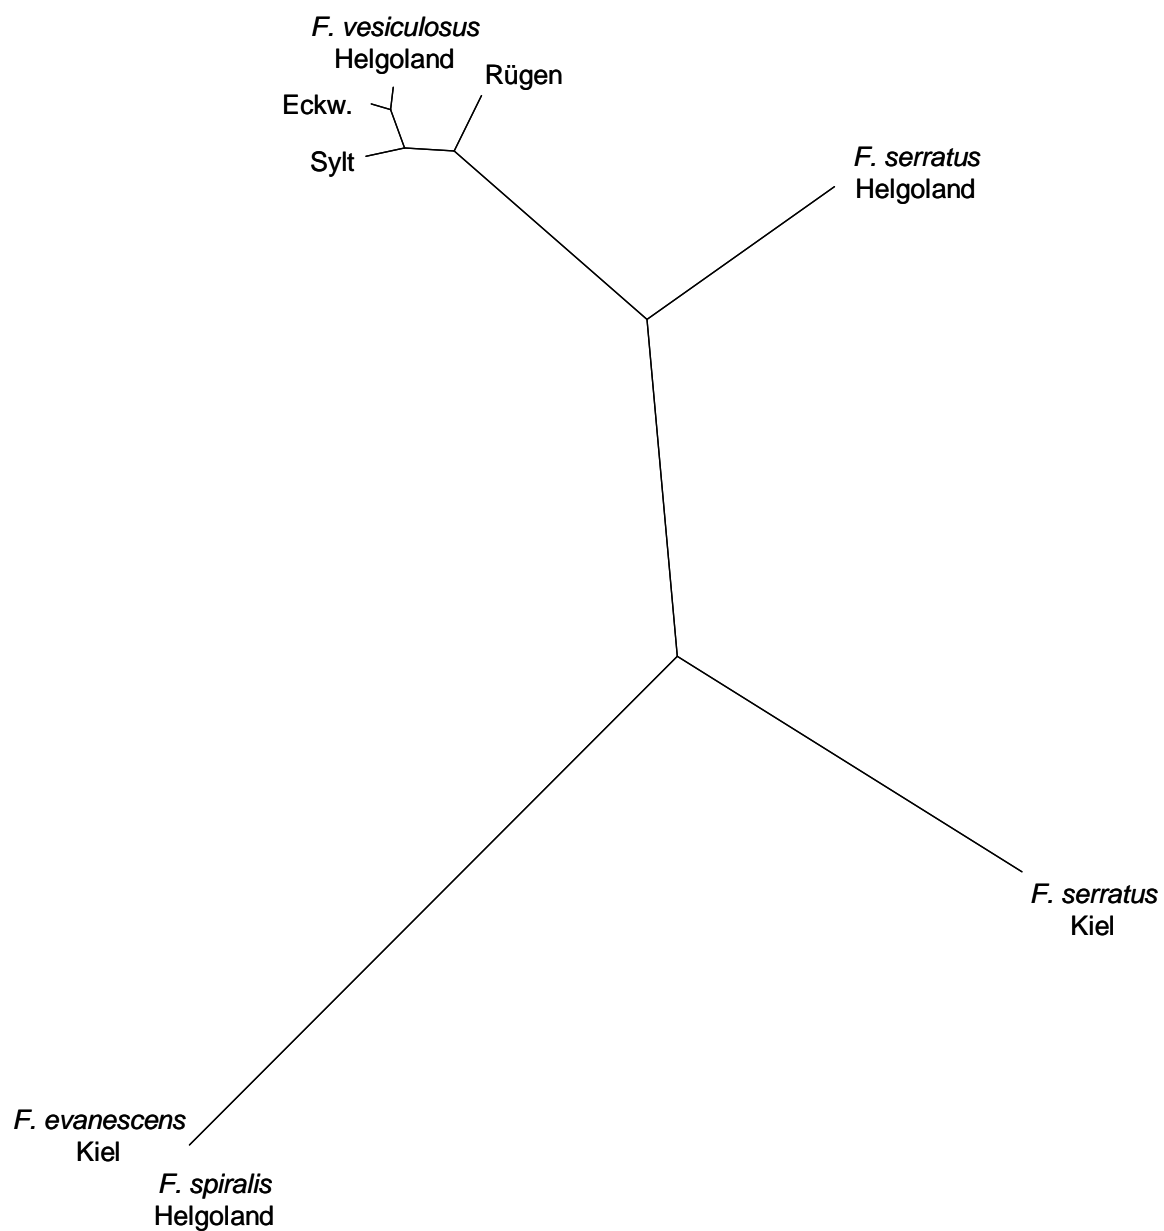 F. vesiculosus
Helgoland
Rügen
Eckw.
Sylt
F. serratus
Helgoland
F. serratus
Kiel
F. evanescens
Kiel
F. spiralis
Helgoland